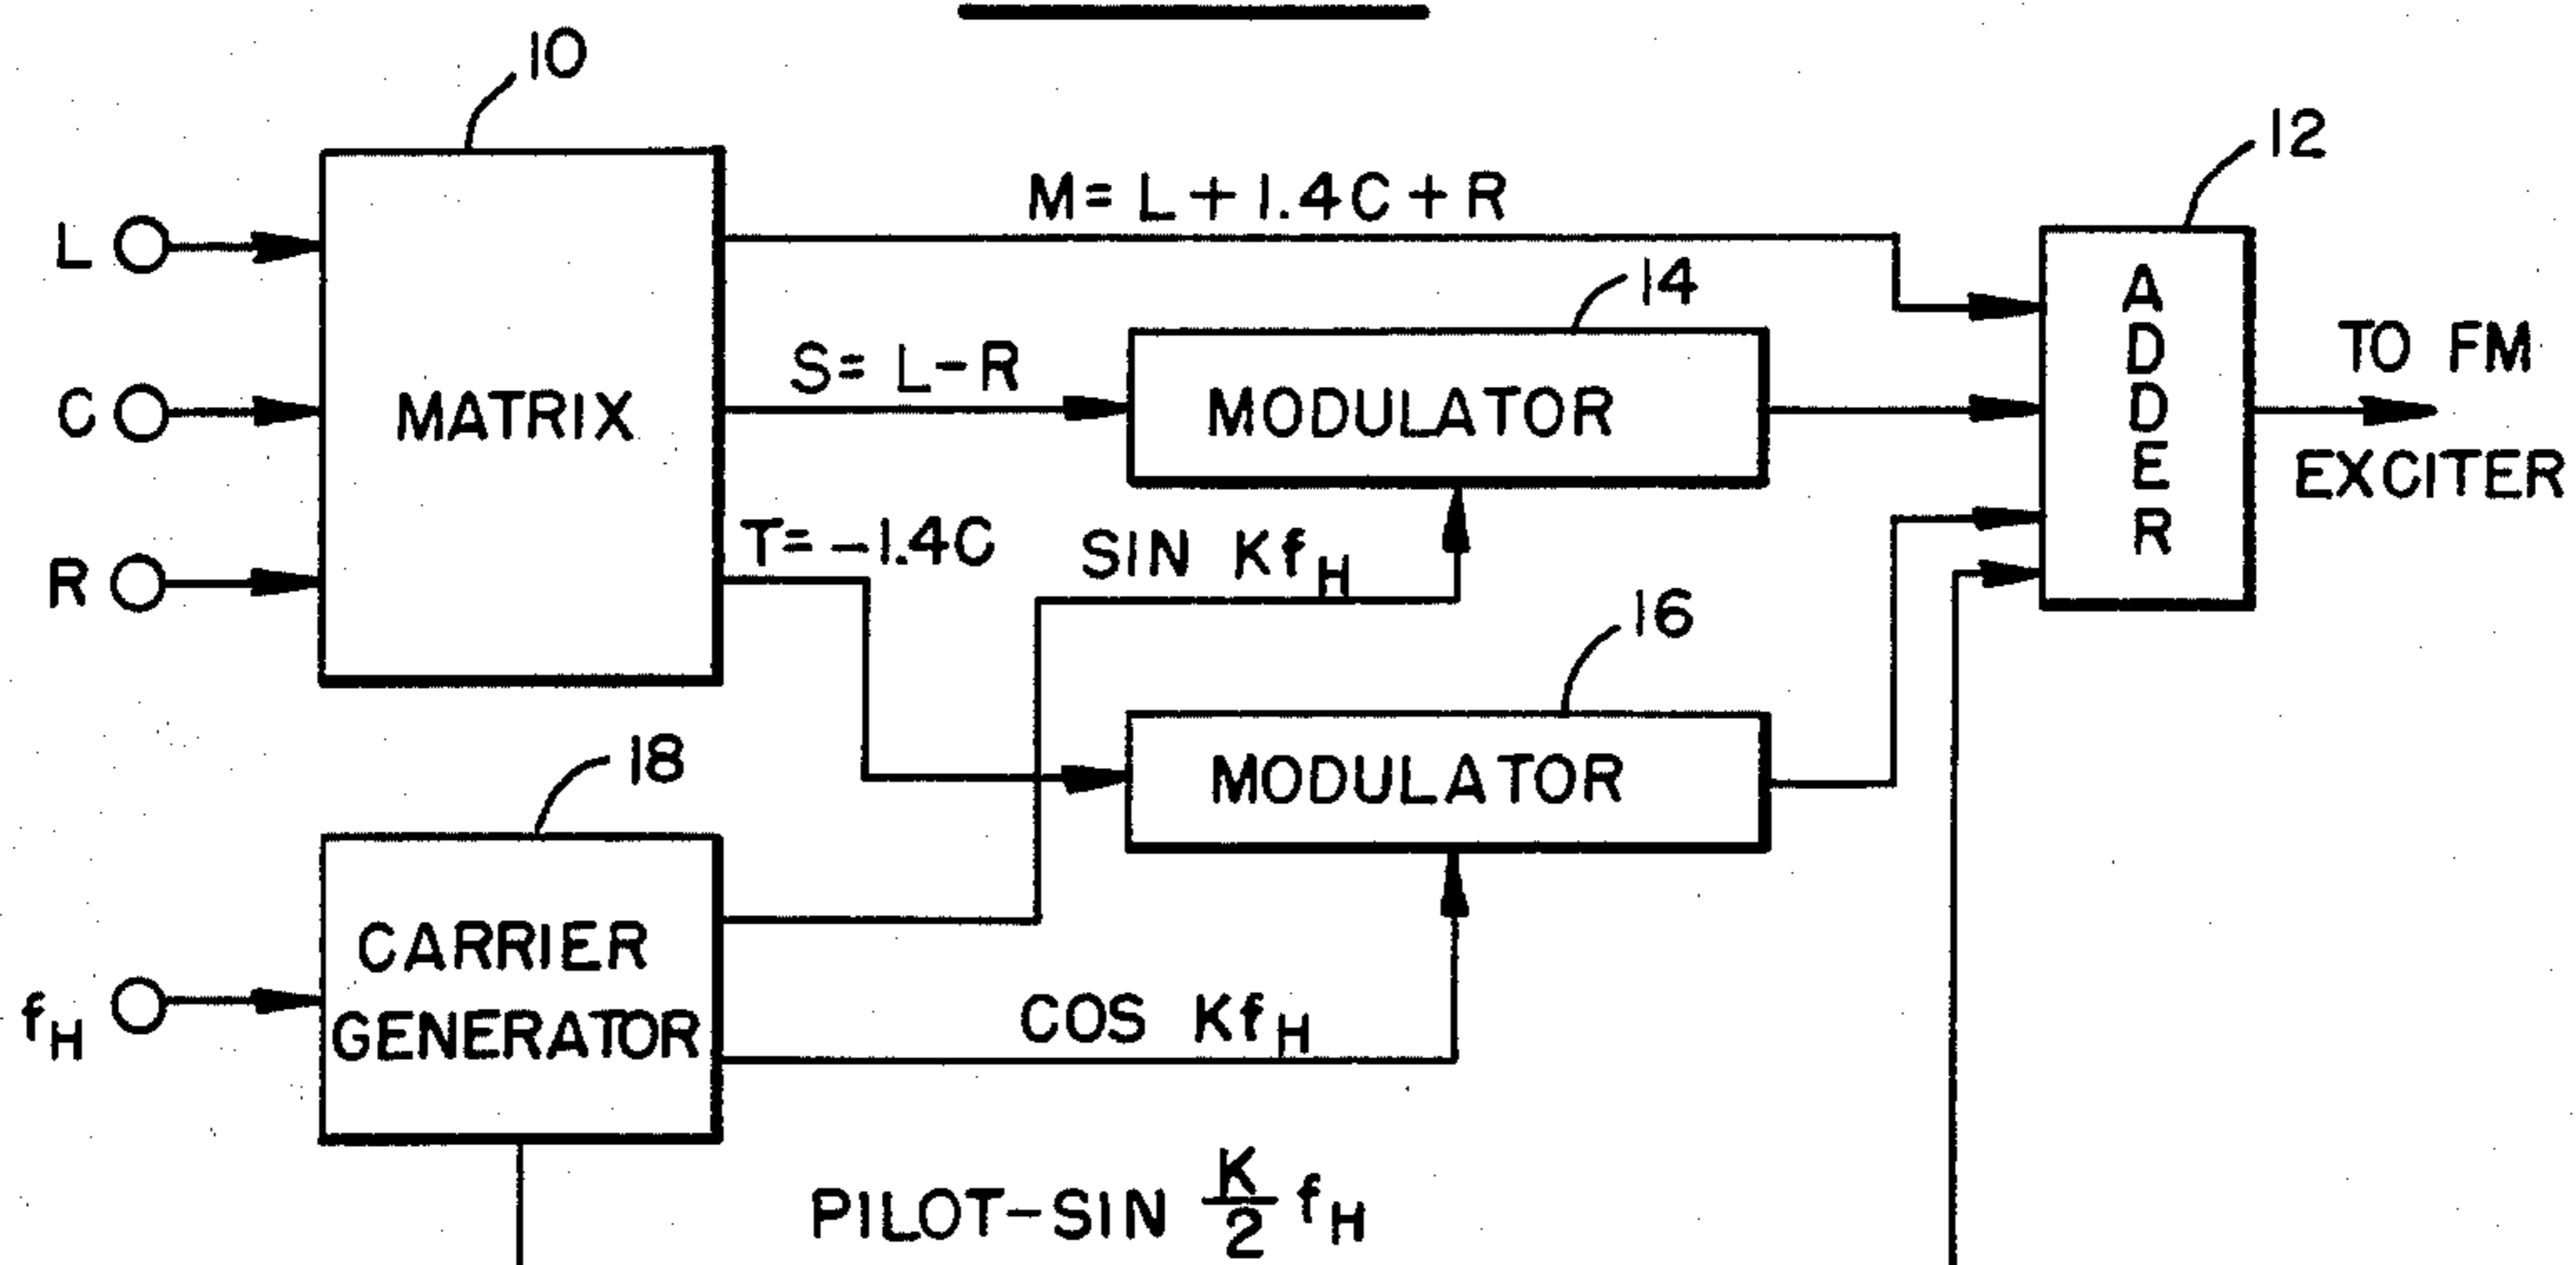 10
12
L
C
R
MATRIX
M= L+1.4C+R
S= L-R
T= -1.4C
14
MODULATOR
SIN Kf_H
16
MODULATOR
A
D
D
E
R
TO FM
EXCITER
18
f_H
CARRIER
GENERATOR
COS Kf_H
PILOT-SIN K/2 f_H